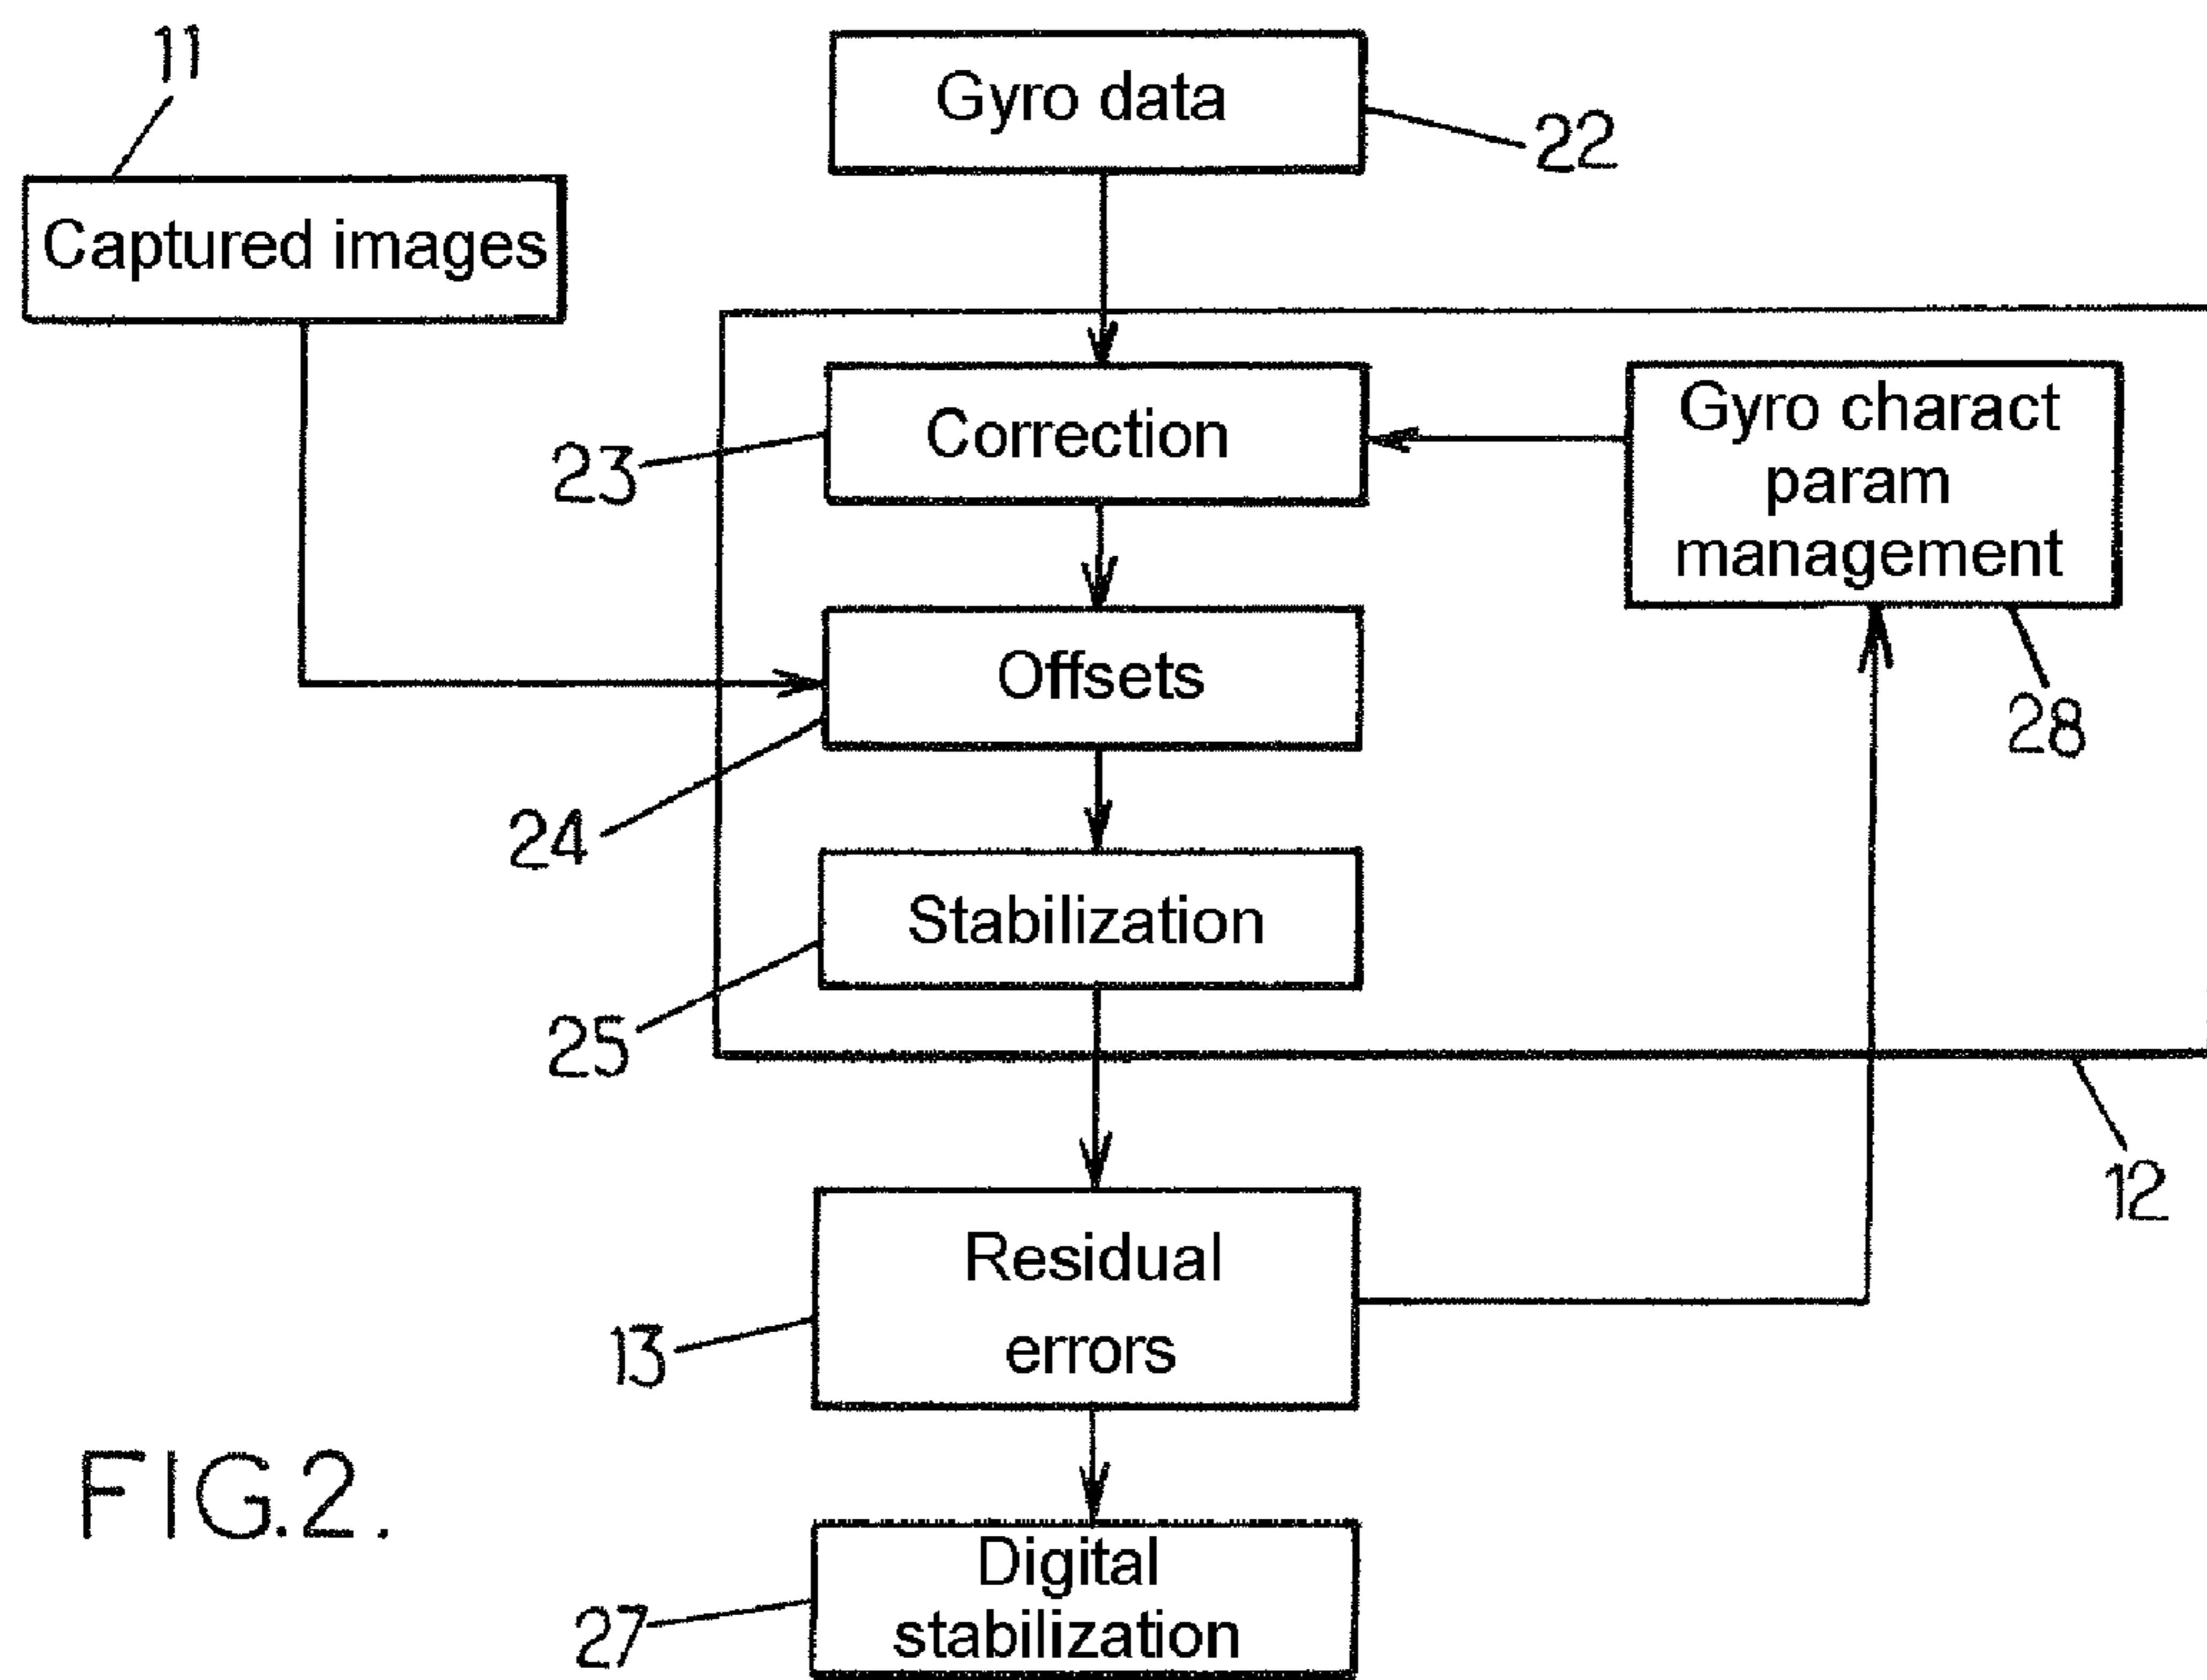 11
Gyro data
22
Captured images
Correction
23
Gyro charact
param
management
28
Offsets
24
Stabilization
25
12
Residual
errors
13
FIG.2.
Digital
stabilization
27